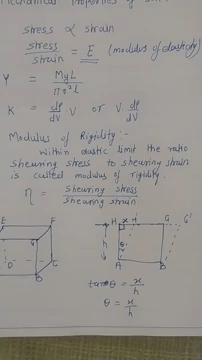 Mechanical Properties of
stress ∝ strain
stress/strain = E (modulus of elasticity)
Y = MgL/πr²l
K = dP/dV V or V dP/dV
Modulus of Rigidity:-
within elastic limit the ratio
shearing stress to shearing strain
is called modulus of rigidity.
η = shearing stress/shearing strain
E F
H x H' G G'
D C h θ
A B
tanθ = x/h
θ = x/h